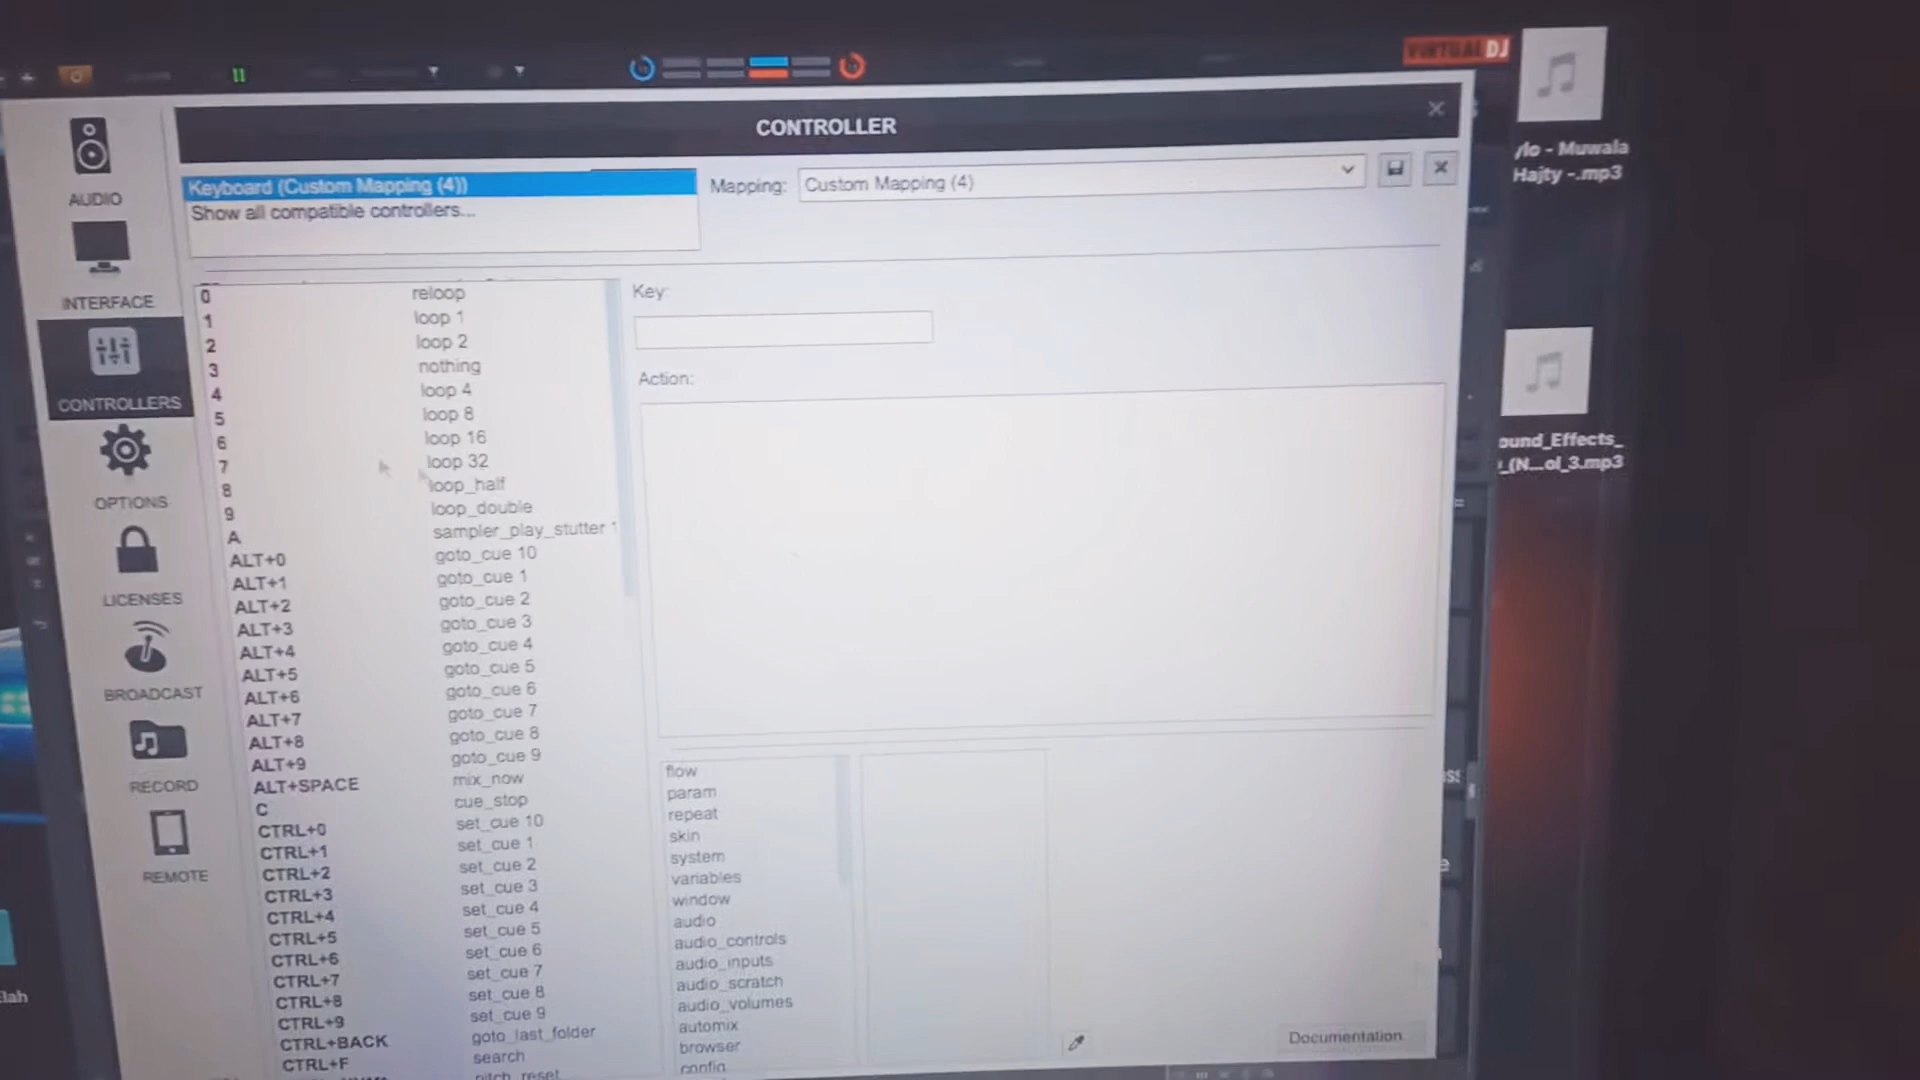 VIRTUAL DJ
CONTROLLER
AUDIO
INTERFACE
CONTROLLERS
OPTIONS
LICENSES
BROADCAST
RECORD
REMOTE
Keyboard (Custom Mapping (4))
Show all compatible controllers...
Mapping: Custom Mapping (4)
0 reloop
1 loop 1
2 loop 2
3 nothing
4 loop 4
5 loop 8
6 loop 16
7 loop 32
8 loop_half
9 loop_double
A sampler_play_stutter
ALT+0 goto_cue 10
ALT+1 goto_cue 1
ALT+2 goto_cue 2
ALT+3 goto_cue 3
ALT+4 goto_cue 4
ALT+5 goto_cue 5
ALT+6 goto_cue 6
ALT+7 goto_cue 7
ALT+8 goto_cue 8
ALT+9 goto_cue 9
ALT+SPACE mix_now
C cue_stop
CTRL+0 set_cue 10
CTRL+1 set_cue 1
CTRL+2 set_cue 2
CTRL+3 set_cue 3
CTRL+4 set_cue 4
CTRL+5 set_cue 5
CTRL+6 set_cue 6
CTRL+7 set_cue 7
CTRL+8 set_cue 8
CTRL+9 set_cue 9
CTRL+BACK goto_last_folder
CTRL+F search
pitch_reset
Key:
Action:
flow
param
repeat
skin
system
variables
window
audio
audio_controls
audio_inputs
audio_scratch
audio_volumes
automix
browser
config
Documentation
ylo - Muwala
Hajty -.mp3
ound_Effects_
_(N...ol_3.mp3
Elah